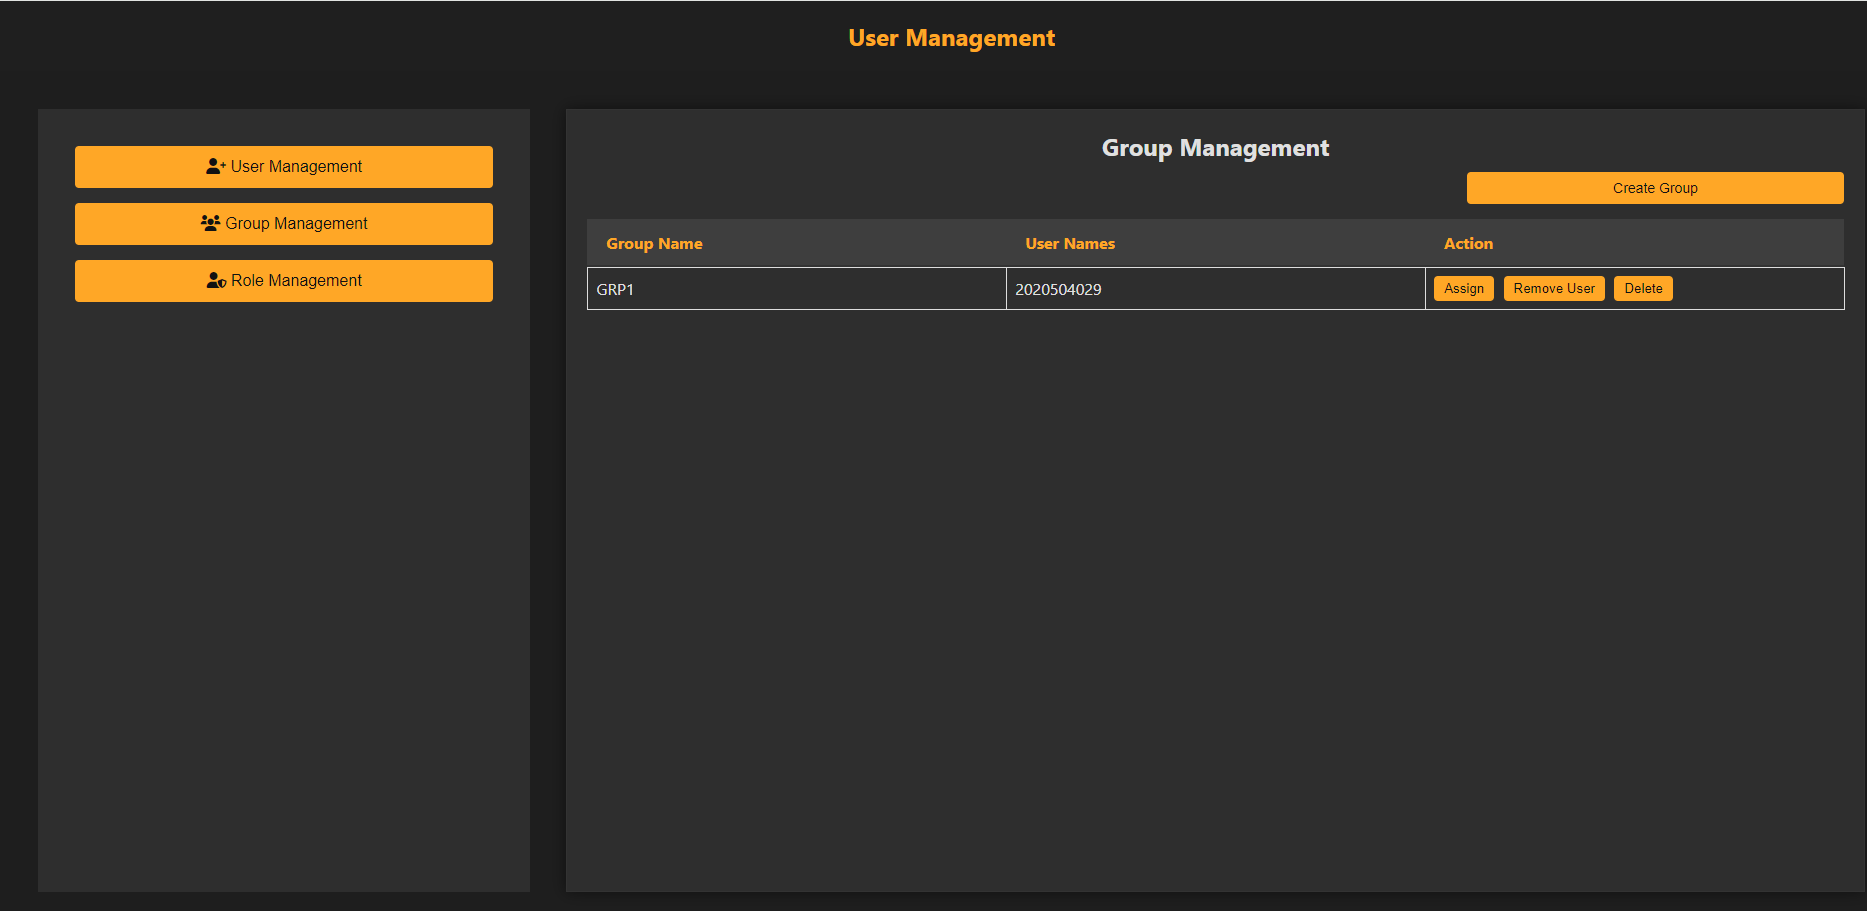 User Management
User Management
Group Management
Role Management
Group Management
Create Group
Group Name User Names Action
GRP1 2020504029 Assign Remove User Delete